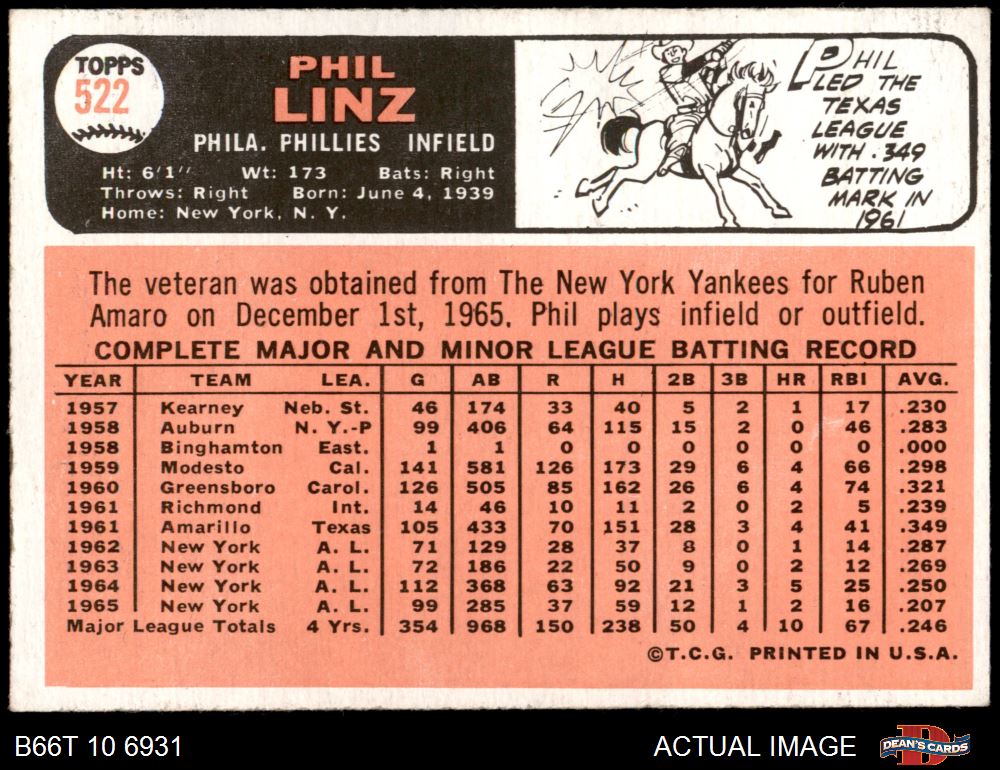 TOPPS
522
PHIL
LINZ
PHILA. PHILLIES INFIELD
Ht: 6'1" Wt: 173 Bats: Right
Throws: Right Born: June 4, 1939
Home: New York, N. Y.
PHIL
LED THE
TEXAS
LEAGUE
WITH .349
BATTING
MARK IN
1961
The veteran was obtained from The New York Yankees for Ruben
Amaro on December 1st, 1965. Phil plays infield or outfield.
COMPLETE MAJOR AND MINOR LEAGUE BATTING RECORD
YEAR TEAM LEA. G AB R H 2B 3B HR RBI AVG.
1957 Kearney Neb. St. 46 174 33 40 5 2 1 17 .230
1958 Auburn N. Y.-P 99 406 64 115 15 2 0 46 .283
1958 Binghamton East. 1 1 0 0 0 0 0 0 .000
1959 Modesto Cal. 141 581 126 173 29 6 4 66 .298
1960 Greensboro Carol. 126 505 85 162 26 6 4 74 .321
1961 Richmond Int. 14 46 10 11 2 0 2 5 .239
1961 Amarillo Texas 105 433 70 151 28 3 4 41 .349
1962 New York A. L. 71 129 28 37 8 0 1 14 .287
1963 New York A. L. 72 186 22 50 9 0 2 12 .269
1964 New York A. L. 112 368 63 92 21 3 5 25 .250
1965 New York A. L. 99 285 37 59 12 1 2 16 .207
Major League Totals 4 Yrs. 354 968 150 238 50 4 10 67 .246
©T.C.G. PRINTED IN U.S.A.
B66T 10 6931
ACTUAL IMAGE
D
DEAN'S CARDS